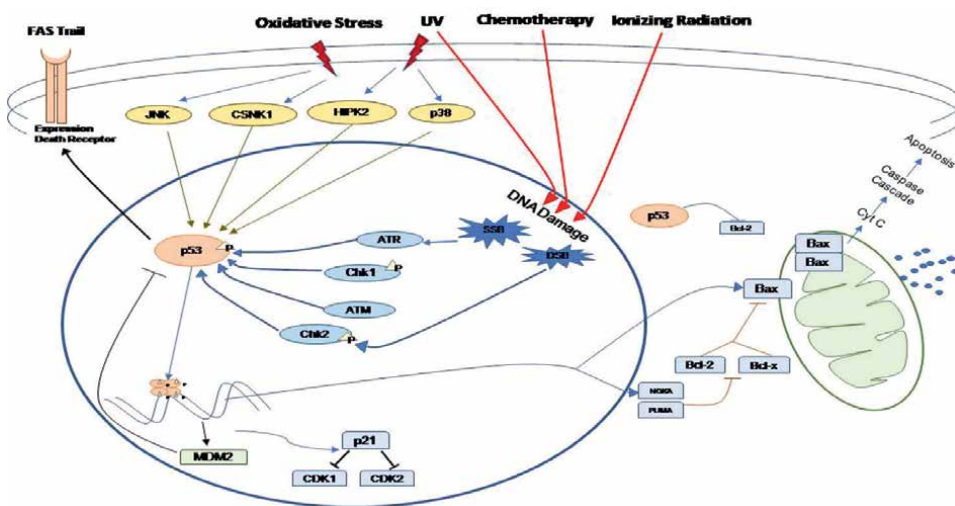 Oxidative Stress
UV
Chemotherapy
Ionizing Radiation
FAS Trail
Expression
Death Receptor
JNK
CSNK1
HIPK2
p38
DNA Damage
SSB
DSB
p53
P
ATR
Chk1
P
ATM
Chk2
P
MDM2
p21
CDK1
CDK2
p53
Bcl-2
Bax
Bax
Bax
Bcl-2
Bcl-x
NOXA
PUMA
Cyt C
Caspase
Cascade
Apoptosis